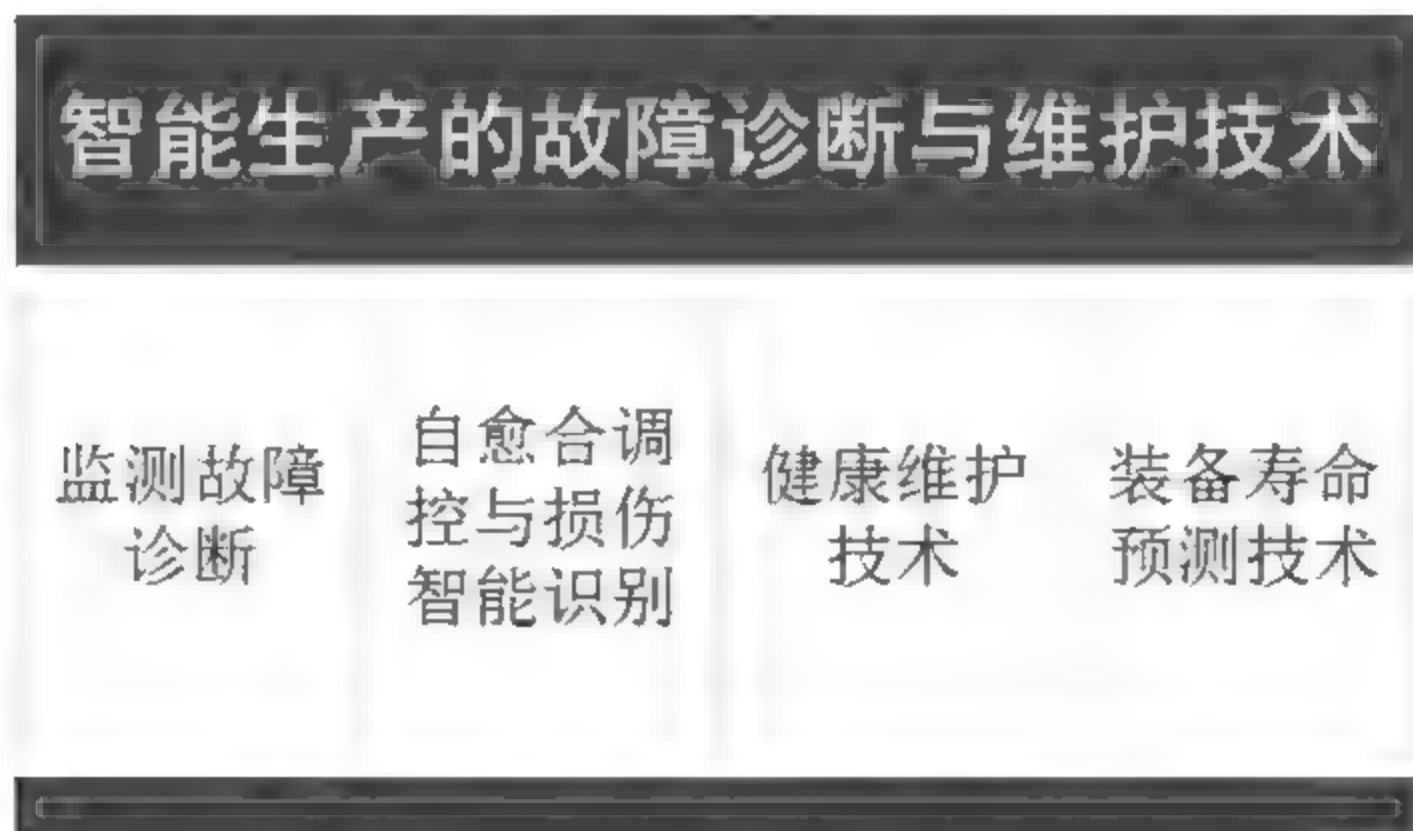 智能生产的故障诊断与维护技术
监测故障
诊断
自愈合调
控与损伤
智能识别
健康维护
技术
装备寿命
预测技术